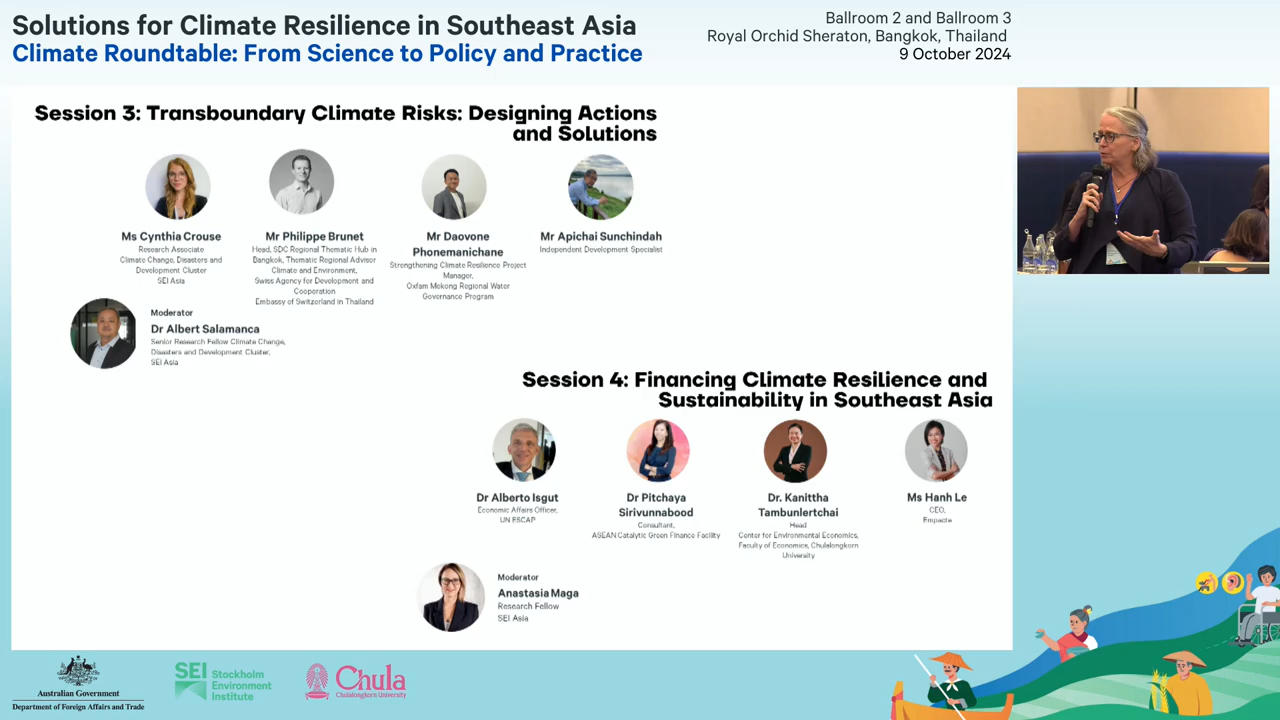 Solutions for Climate Resilience in Southeast Asia
Climate Roundtable: From Science to Policy and Practice
Ballroom 2 and Ballroom 3
Royal Orchid Sheraton, Bangkok, Thailand
9 October 2024
Session 3: Transboundary Climate Risks: Designing Actions
and Solutions
Ms Cynthia Crouse
Research Associate
Climate Change, Disasters and
Development Cluster
SEI Asia
Mr Philippe Brunet
Head, SDC Regional Thematic Hub in
Bangkok, Thematic Regional Advisor
Climate and Environment,
Swiss Agency for Development and
Cooperation
Embassy of Switzerland in Thailand
Mr Daovone
Phonemanichane
Strengthening Climate Resilience Project
Manager,
Oxfam Mekong Regional Water
Governance Program
Mr Apichai Sunchindah
Independent Development Specialist
Moderator
Dr Albert Salamanca
Senior Research Fellow Climate Change,
Disasters and Development Cluster,
SEI Asia
Session 4: Financing Climate Resilience and
Sustainability in Southeast Asia
Dr Alberto Isgut
Economic Affairs Officer,
UN ESCAP
Dr Pitchaya
Sirivunnabood
Consultant,
ASEAN Catalytic Green Finance Facility
Dr. Kanittha
Tambunlertchai
Head
Center for Environmental Economics,
Faculty of Economics, Chulalongkorn
University
Ms Hanh Le
CEO,
Empacte
Moderator
Anastasia Maga
Research Fellow
SEI Asia
Australian Government
Department of Foreign Affairs and Trade
SEI Stockholm
Environment
Institute
Chula
Chulalongkorn University